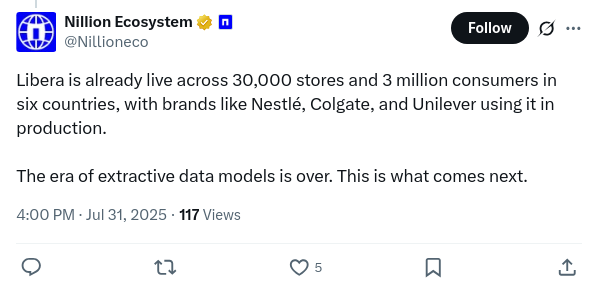 Nillion Ecosystem
@Nillioneco
Follow
Libera is already live across 30,000 stores and 3 million consumers in
six countries, with brands like Nestlé, Colgate, and Unilever using it in
production.
The era of extractive data models is over. This is what comes next.
4:00 PM · Jul 31, 2025 · 117 Views
5